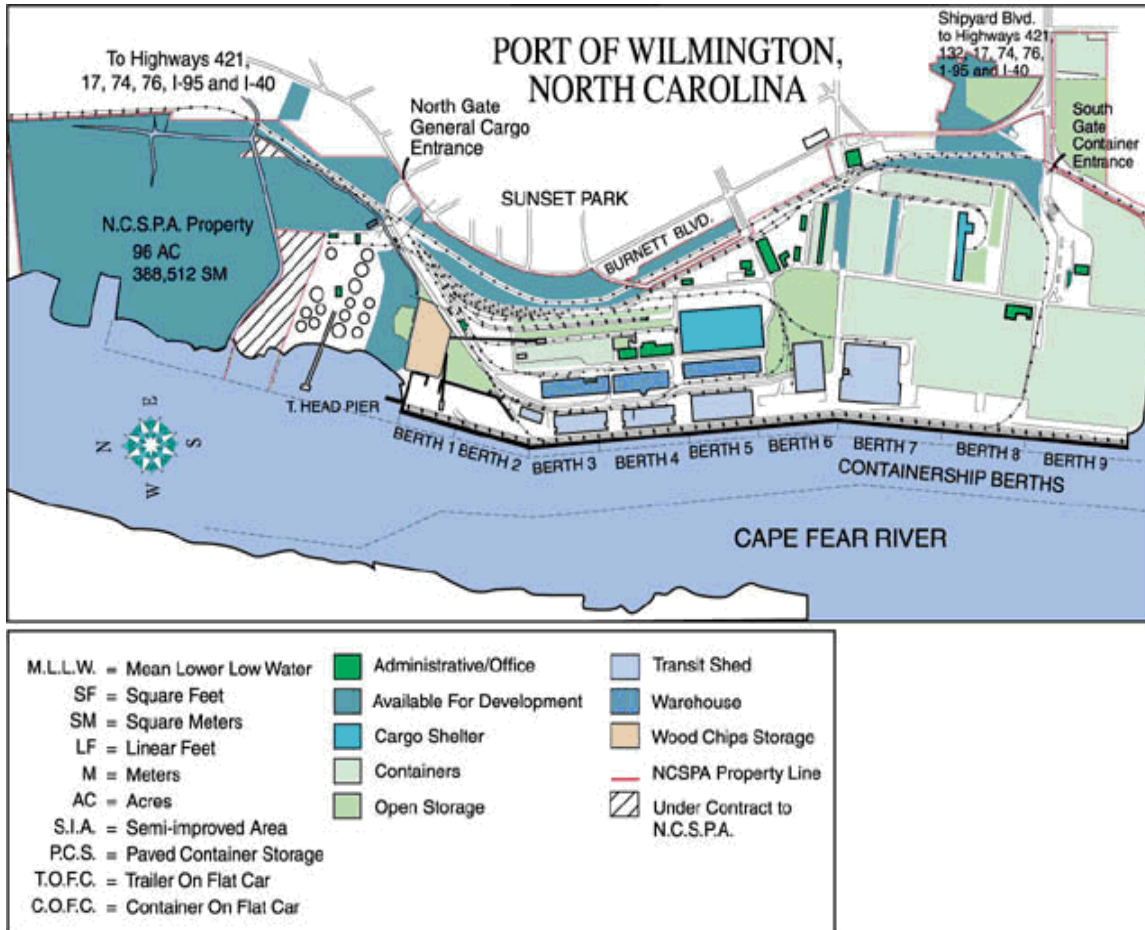 PORT OF WILMINGTON,
NORTH CAROLINA
To Highways 421,
17, 74, 76, I-95 and I-40
North Gate
General Cargo
Entrance
Shipyard Blvd.
to Highways 421,
132, 17, 74, 76,
1-95 and I-40
South
Gate
Container
Entrance
SUNSET PARK
BURNETT BLVD.
N.C.S.P.A. Property
96 AC
388,512 SM
T. HEAD PIER
E
N
S
W
BERTH 1
BERTH 2
BERTH 3
BERTH 4
BERTH 5
BERTH 6
BERTH 7
BERTH 8
BERTH 9
CONTAINERSHIP BERTHS
CAPE FEAR RIVER
M.L.L.W. = Mean Lower Low Water
SF = Square Feet
SM = Square Meters
LF = Linear Feet
M = Meters
AC = Acres
S.I.A. = Semi-improved Area
P.C.S. = Paved Container Storage
T.O.F.C. = Trailer On Flat Car
C.O.F.C. = Container On Flat Car
Administrative/Office
Available For Development
Cargo Shelter
Containers
Open Storage
Transit Shed
Warehouse
Wood Chips Storage
NCSPA Property Line
Under Contract to
N.C.S.P.A.